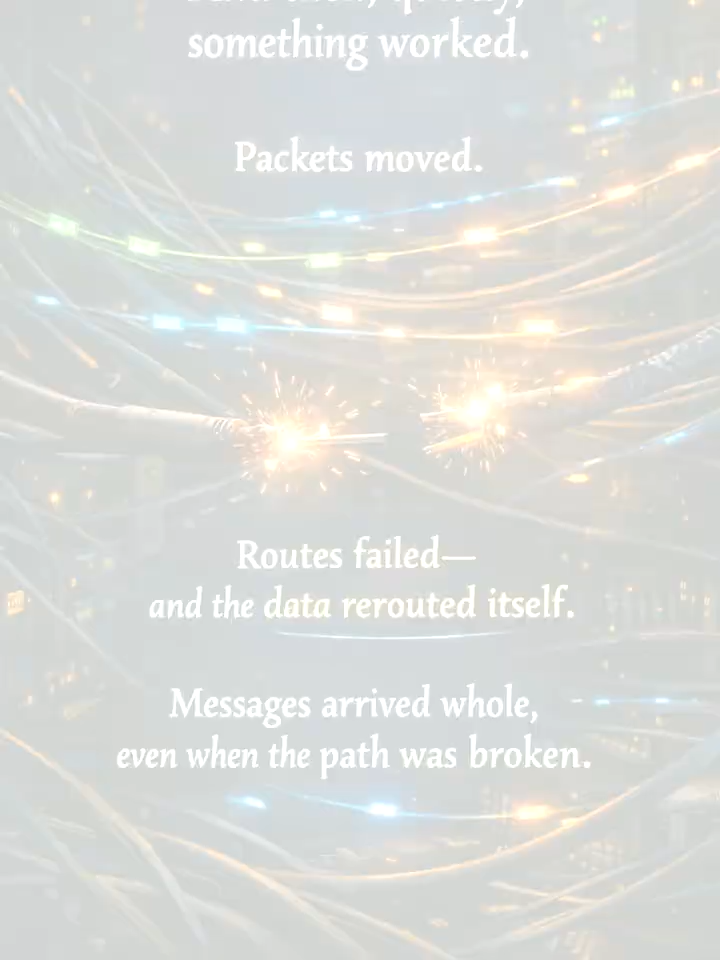 something worked.
Packets moved.
Routes failed—
and the data rerouted itself.
Messages arrived whole,
even when the path was broken.